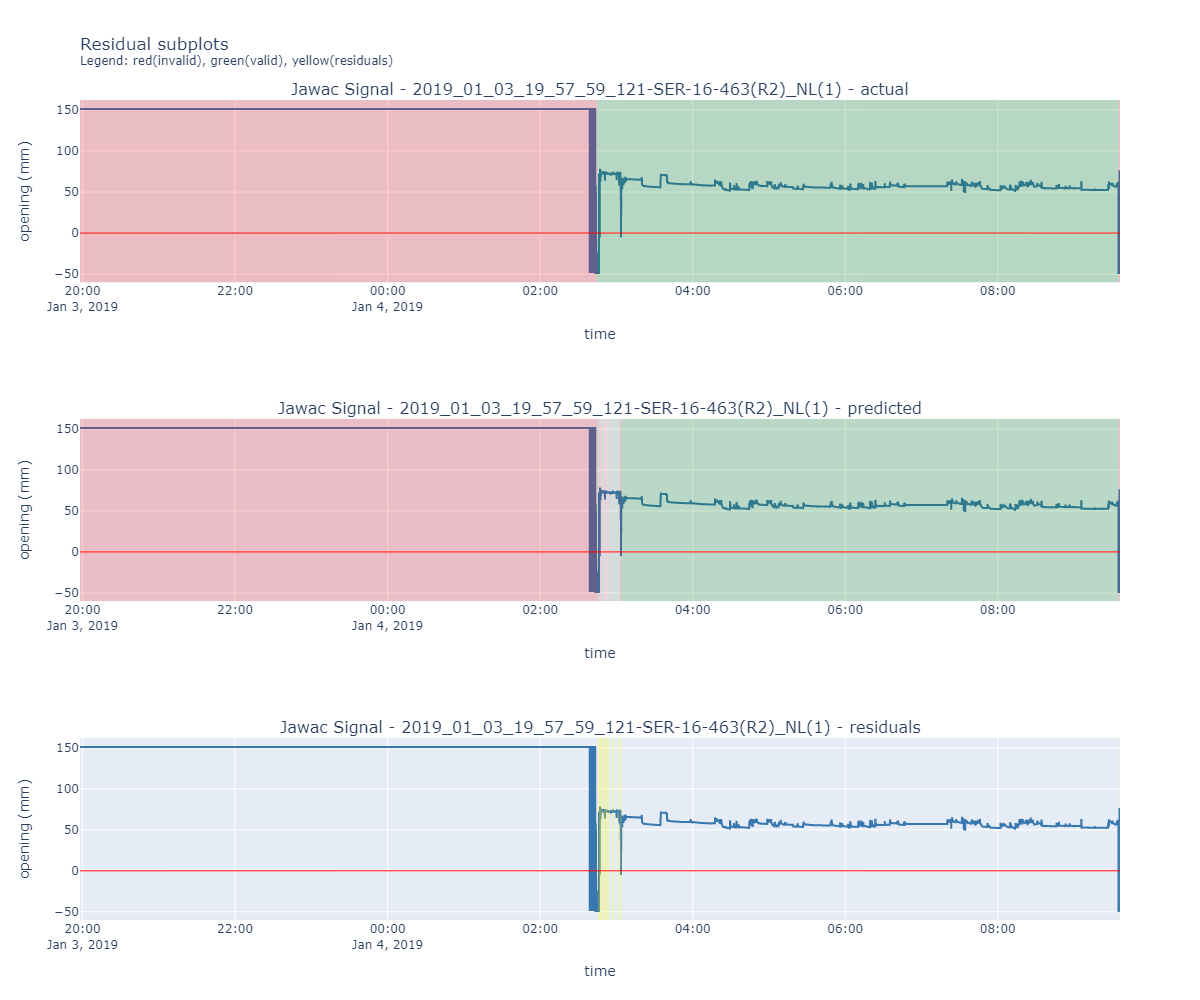 Residual subplots
Legend: red(invalid), green(valid), yellow(residuals)
Jawac Signal - 2019_01_03_19_57_59_121-SER-16-463(R2)_NL(1) - actual
opening (mm)
150
100
50
0
−50
20:00 22:00 00:00 02:00 04:00 06:00 08:00
Jan 3, 2019 Jan 4, 2019
time
Jawac Signal - 2019_01_03_19_57_59_121-SER-16-463(R2)_NL(1) - predicted
opening (mm)
150
100
50
0
−50
20:00 22:00 00:00 02:00 04:00 06:00 08:00
Jan 3, 2019 Jan 4, 2019
time
Jawac Signal - 2019_01_03_19_57_59_121-SER-16-463(R2)_NL(1) - residuals
opening (mm)
150
100
50
0
−50
20:00 22:00 00:00 02:00 04:00 06:00 08:00
Jan 3, 2019 Jan 4, 2019
time